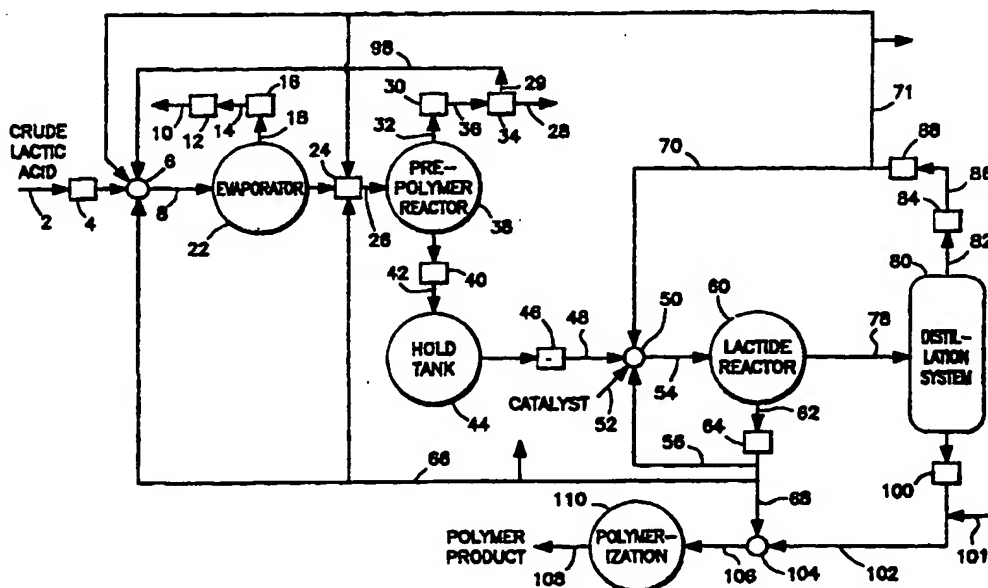 98
16
30
29
71
10
12
14
18
32
36
34
28
88
CRUDE
LACTIC
ACID
6
24
PRE-
POLYMER
REACTOR
70
86
84
EVAPORATOR
2
4
8
22
26
38
82
80
42
40
50
60
78
HOLD
TANK
46
48
LACTIDE
REACTOR
DISTIL-
LATION
SYSTEM
CATALYST
52
54
62
44
64
56
66
68
100
110
POLYMER
PRODUCT
POLYMER-
IZATION
108
106
104
102
101